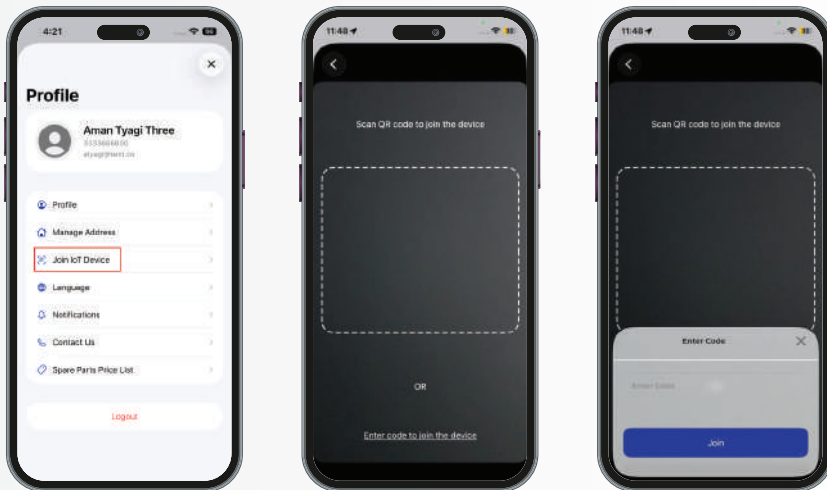 4:21
Profile
Aman Tyagi Three
Profile
Manage Address
Join IoT Device
Language
Notifications
Contact Us
Spare Parts Price List
Logout
11:48
Scan QR code to join the device
OR
Enter code to join the device
11:48
Scan QR code to join the device
Enter Code
Enter Code
Join